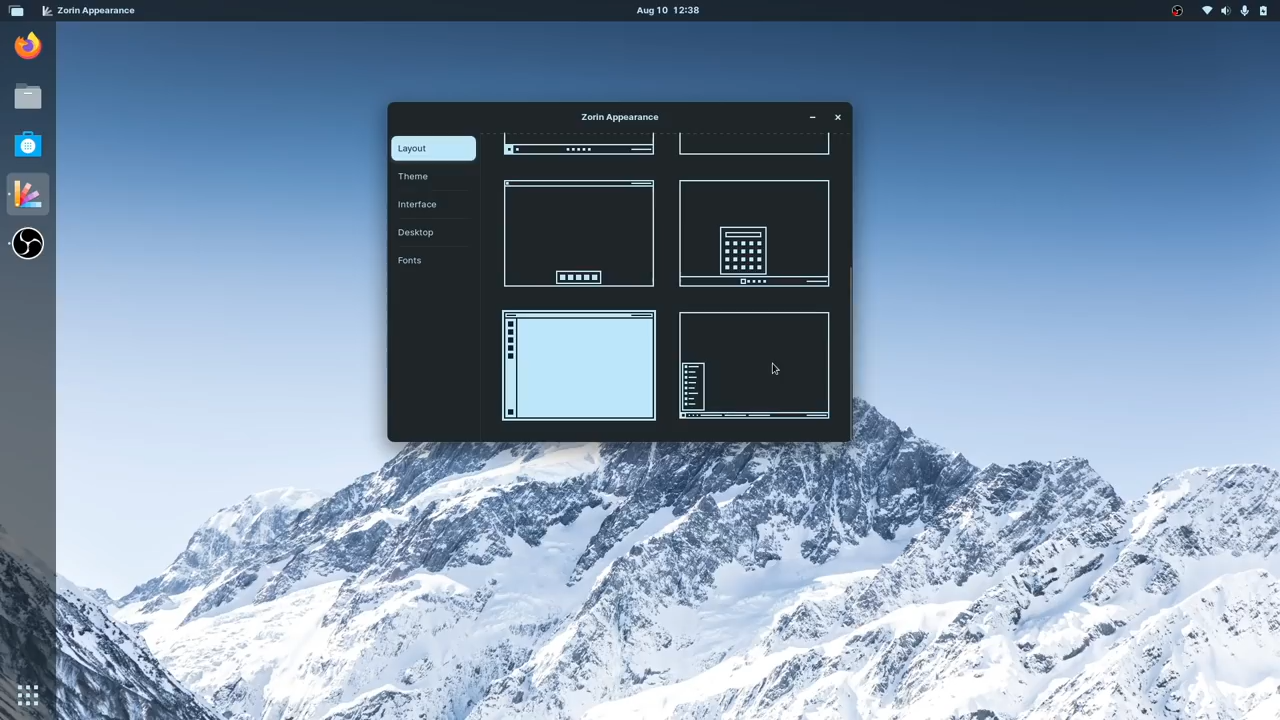 Zorin Appearance
Aug 10 12:38
Zorin Appearance
Layout
Theme
Interface
Desktop
Fonts